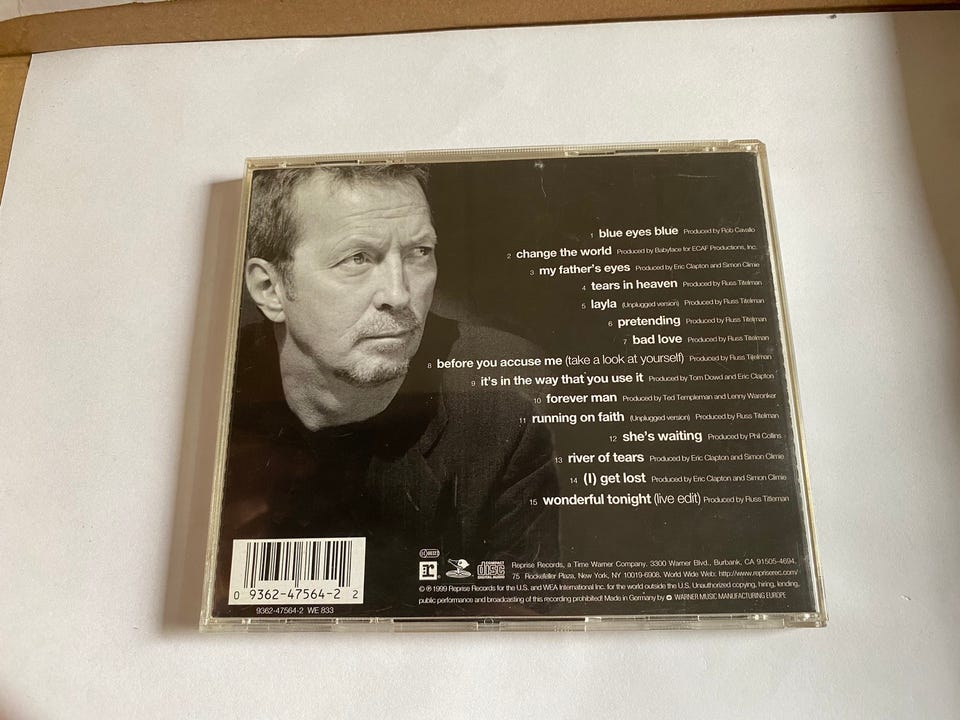 1 blue eyes blue Produced by Rob Cavallo
2 change the world Produced by Babyface for ECAF Productions, Inc.
3 my father's eyes Produced by Eric Clapton and Simon Climie
4 tears in heaven Produced by Russ Titelman
5 layla (Unplugged version) Produced by Russ Titelman
6 pretending Produced by Russ Titelman
7 bad love Produced by Russ Titelman
8 before you accuse me (take a look at yourself) Produced by Russ Titelman
9 it's in the way that you use it Produced by Tom Dowd and Eric Clapton
10 forever man Produced by Ted Templeman and Lenny Waronker
11 running on faith (Unplugged version) Produced by Russ Titelman
12 she's waiting Produced by Phil Collins
13 river of tears Produced by Eric Clapton and Simon Climie
14 (I) get lost Produced by Eric Clapton and Simon Climie
15 wonderful tonight (live edit) Produced by Russ Titleman
0 9362-47564-2 2
9362-47564-2 WE 833
r
COMPACT
disc
DIGITAL AUDIO
Reprise Records, a Time Warner Company, 3300 Warner Blvd., Burbank, CA 91505-4694,
75 Rockefeller Plaza, New York, NY 10019-6908. World Wide Web: http://www.repriserec.com/
© ℗ 1999 Reprise Records for the U.S. and WEA International Inc. for the world outside the U.S. Unauthorized copying, hiring, lending,
public performance and broadcasting of this recording prohibited! Made in Germany by WARNER MUSIC MANUFACTURING EUROPE